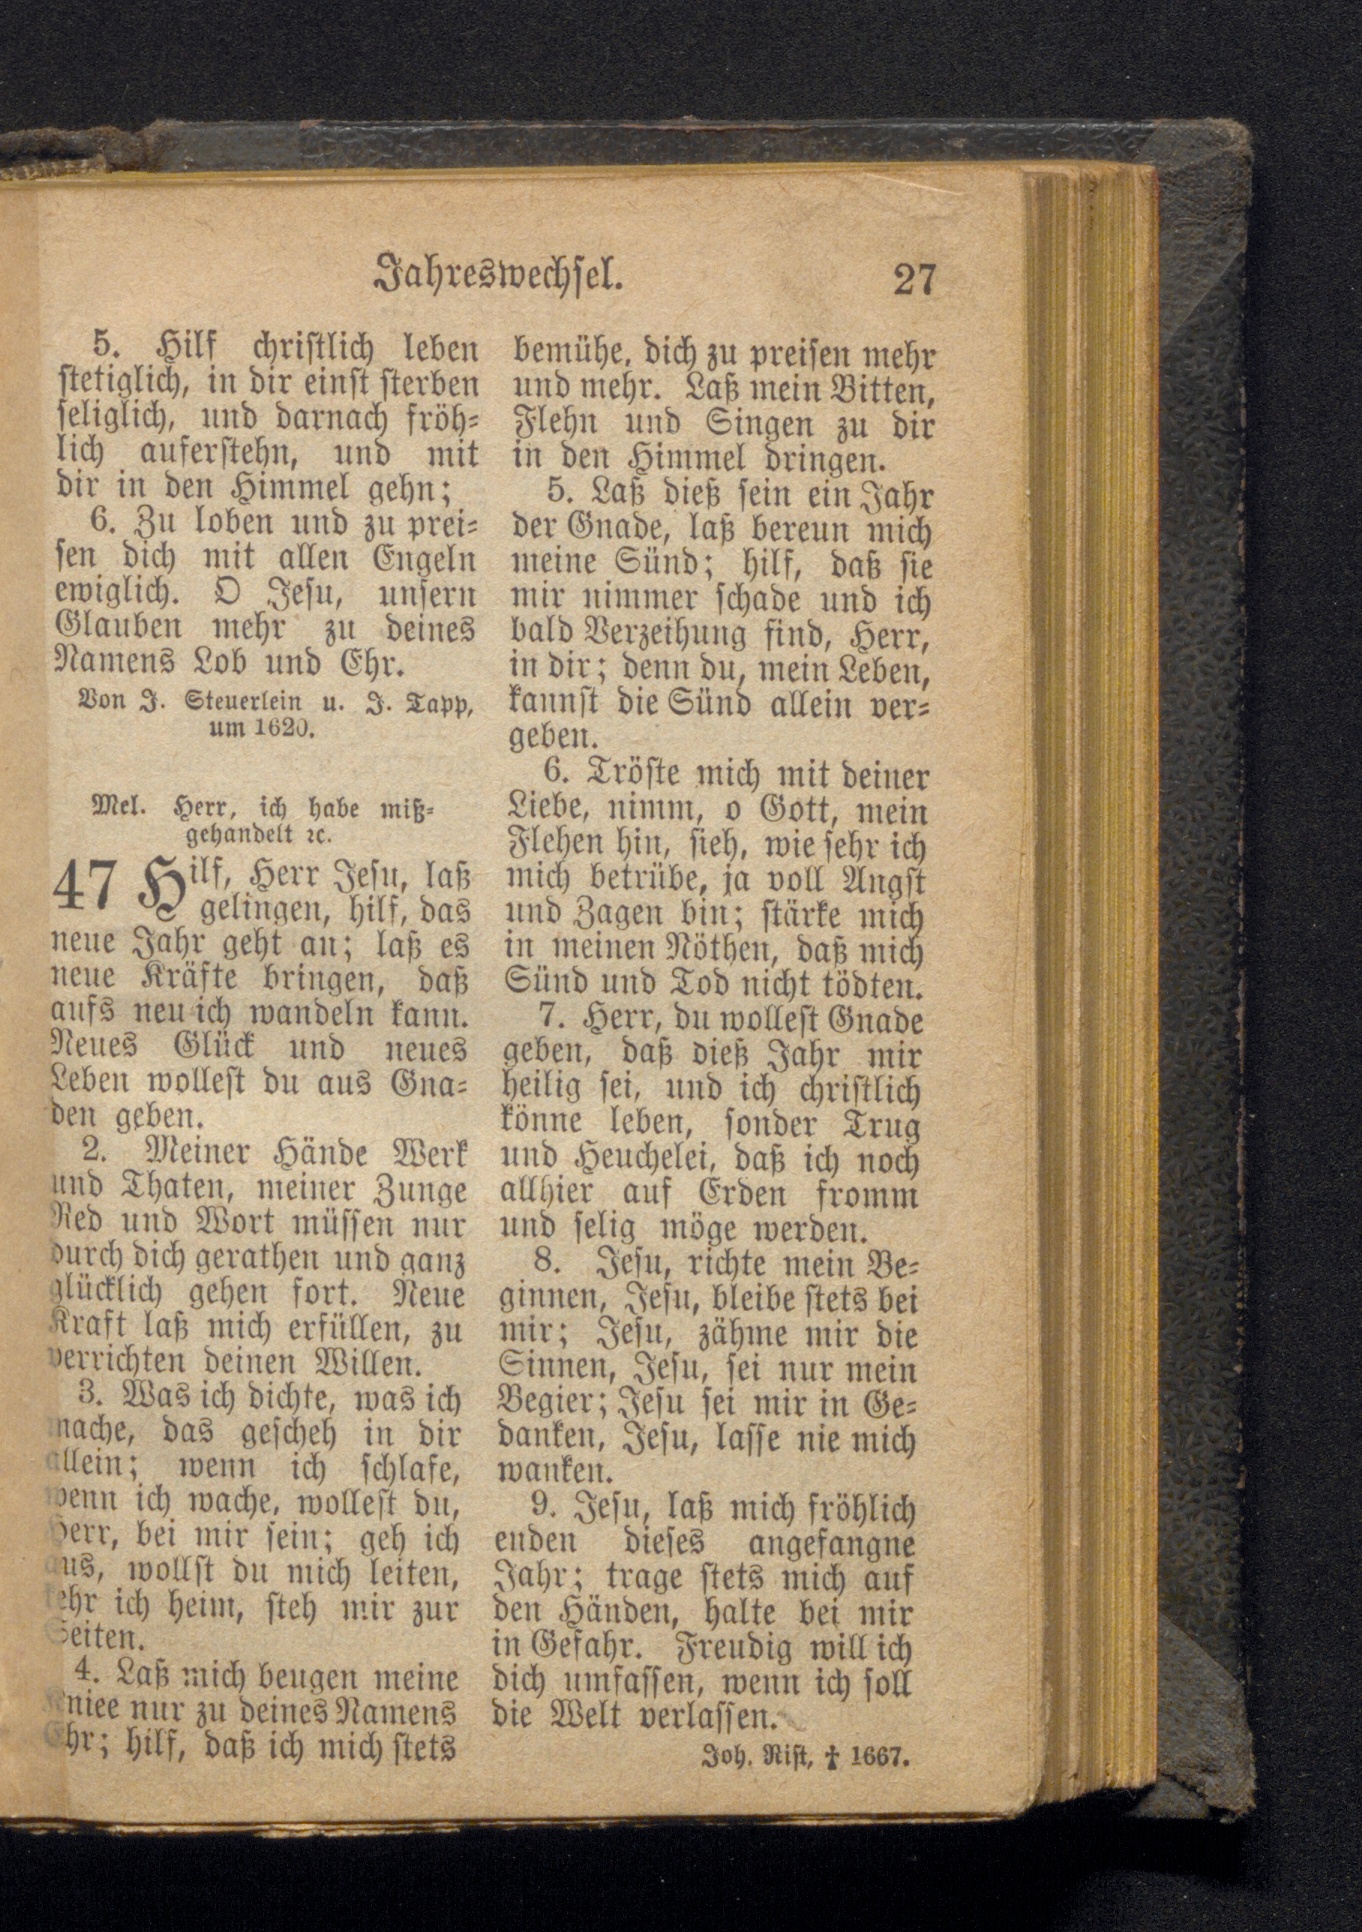 Jahreswechsel. 27
5. Hilf christlich leben
stetiglich, in dir einst sterben
seliglich, und darnach fröh-
lich auferstehn, und mit
dir in den Himmel gehn;
6. Zu loben und zu prei-
sen dich mit allen Engeln
ewiglich. O Jesu, unsern
Glauben mehr zu deines
Namens Lob und Ehr.
Von J. Steuerlein u. J. Tapp,
um 1620.
Mel. Herr, ich habe miß-
gehandelt ꝛc.
47 Hilf, Herr Jesu, laß
gelingen, hilf, das
neue Jahr geht an; laß es
neue Kräfte bringen, daß
aufs neu ich wandeln kann.
Neues Glück und neues
Leben wollest du aus Gna-
den geben.
2. Meiner Hände Werk
und Thaten, meiner Zunge
Red und Wort müssen nur
durch dich gerathen und ganz
glücklich gehen fort. Neue
Kraft laß mich erfüllen, zu
verrichten deinen Willen.
3. Was ich dichte, was ich
mache, das gescheh in dir
allein; wenn ich schlafe,
wenn ich wache, wollest du,
Herr, bei mir sein; geh ich
aus, wollst du mich leiten,
kehr ich heim, steh mir zur
Seiten.
4. Laß mich beugen meine
Kniee nur zu deines Namens
Ehr; hilf, daß ich mich stets
bemühe, dich zu preisen mehr
und mehr. Laß mein Bitten,
Flehn und Singen zu dir
in den Himmel dringen.
5. Laß dieß sein ein Jahr
der Gnade, laß bereun mich
meine Sünd; hilf, daß sie
mir nimmer schade und ich
bald Verzeihung find, Herr,
in dir; denn du, mein Leben,
kannst die Sünd allein ver-
geben.
6. Tröste mich mit deiner
Liebe, nimm, o Gott, mein
Flehen hin, sieh, wie sehr ich
mich betrübe, ja voll Angst
und Zagen bin; stärke mich
in meinen Nöthen, daß mich
Sünd und Tod nicht tödten.
7. Herr, du wollest Gnade
geben, daß dieß Jahr mir
heilig sei, und ich christlich
könne leben, sonder Trug
und Heuchelei, daß ich noch
allhier auf Erden fromm
und selig möge werden.
8. Jesu, richte mein Be-
ginnen, Jesu, bleibe stets bei
mir; Jesu, zähme mir die
Sinnen, Jesu, sei nur mein
Begier; Jesu sei mir in Ge-
danken, Jesu, lasse nie mich
wanken.
9. Jesu, laß mich fröhlich
enden dieses angefangne
Jahr; trage stets mich auf
den Händen, halte bei mir
in Gefahr. Freudig will ich
dich umfassen, wenn ich soll
die Welt verlassen.
Joh. Rist, † 1667.